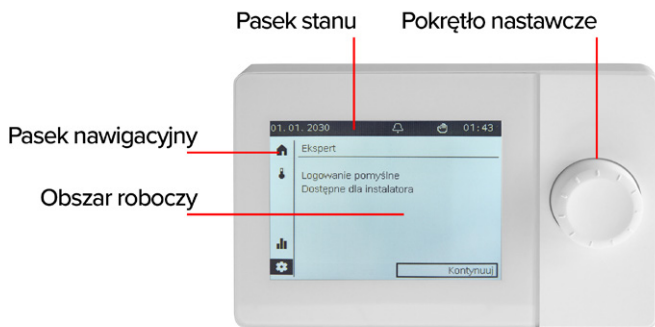 Pasek stanu
Pokrętło nastawcze
01.01.2030 01:43
Pasek nawigacyjny
Ekspert
Logowanie pomyślne
Dostępne dla instalatora
Obszar roboczy
Kontynuuj